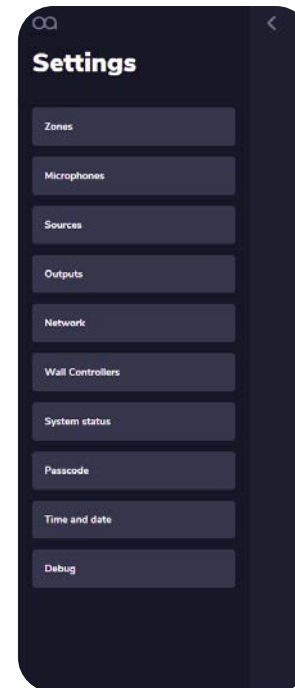 Settings
Zones
Microphones
Sources
Outputs
Network
Wall Controllers
System status
Passcode
Time and date
Debug